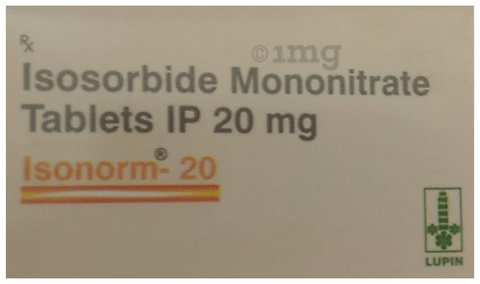 Rx
©1mg
Isosorbide Mononitrate
Tablets IP 20 mg
Isonorm®- 20
LUPIN